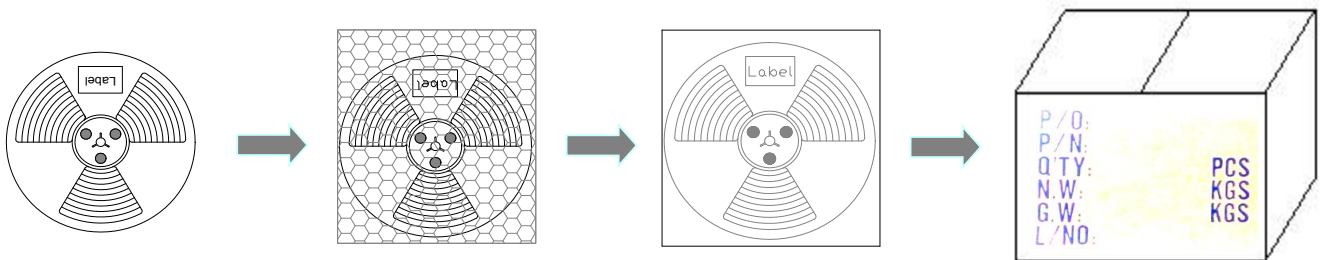 Label
Label
Label
P/O:
P/N:
Q'TY: PCS
N.W: KGS
G.W: KGS
L/NO: